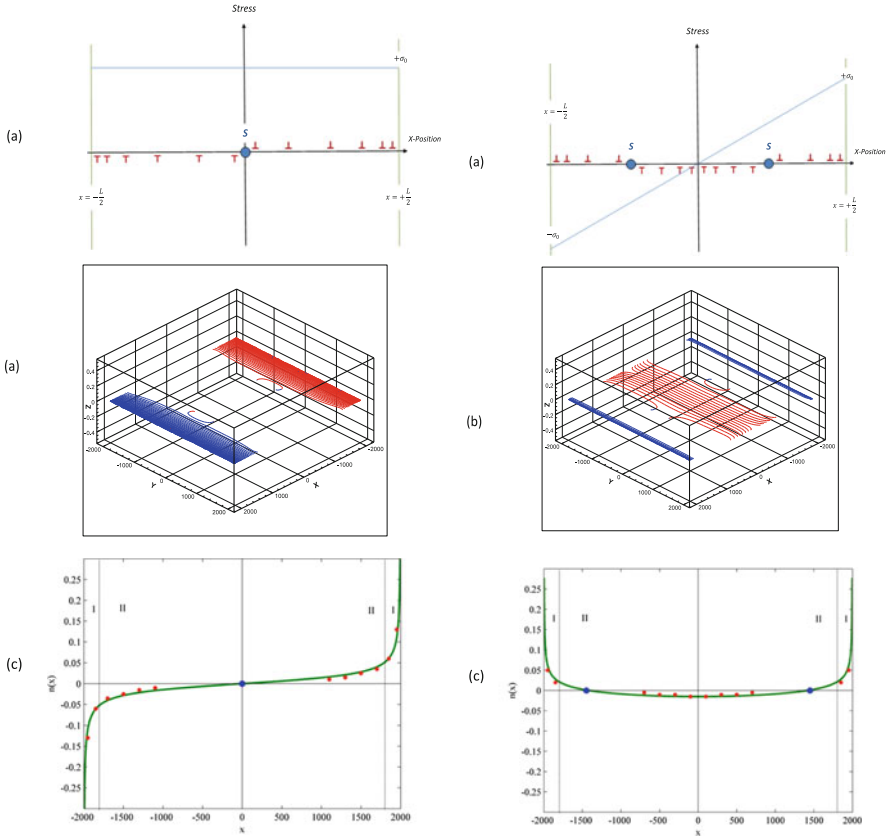 Stress
+σ₀
(a)
S
X-Position
x = −L/2
x = +L/2
Stress
+σ₀
x = −L/2
S
S
X-Position
(a)
x = +L/2
−σ₀
(a)
0.4
0.2
0
-0.2
-0.4
Z
-2000
-1000
0
1000
2000
Y
-2000
-1000
0
1000
2000
X
(b)
0.4
0.2
0
-0.2
-0.4
Z
-2000
-1000
0
1000
2000
Y
-2000
-1000
0
1000
2000
X
(c)
0.25
0.2
0.15
0.1
0.05
0
-0.05
-0.1
-0.15
-0.2
-0.25
n(x)
I II II I
-2000 -1500 -1000 -500 0 500 1000 1500 2000
x
(c)
0.25
0.2
0.15
0.1
0.05
0
-0.05
-0.1
-0.15
-0.2
-0.25
n(x)
I II II I
-2000 -1500 -1000 -500 0 500 1000 1500 2000
x